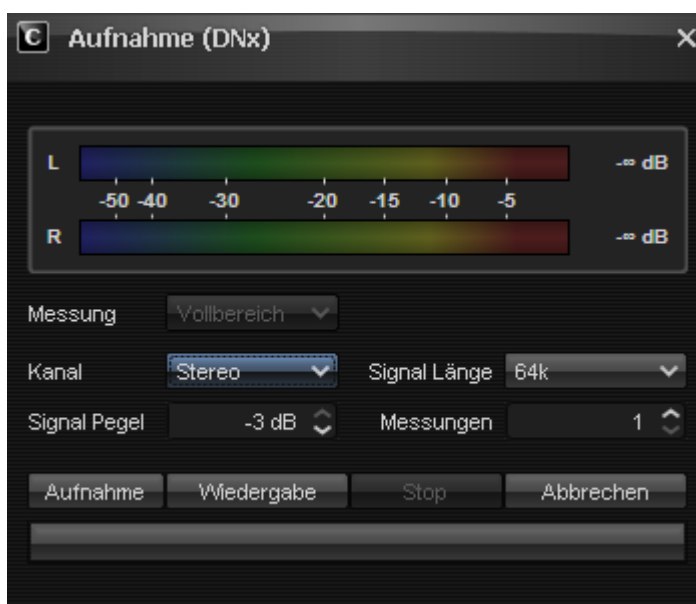 C Aufnahme (DNx)
L -∞ dB
-50 -40 -30 -20 -15 -10 -5
R -∞ dB
Messung Vollbereich
Kanal Stereo Signal Länge 64k
Signal Pegel -3 dB Messungen 1
Aufnahme Wiedergabe Stop Abbrechen